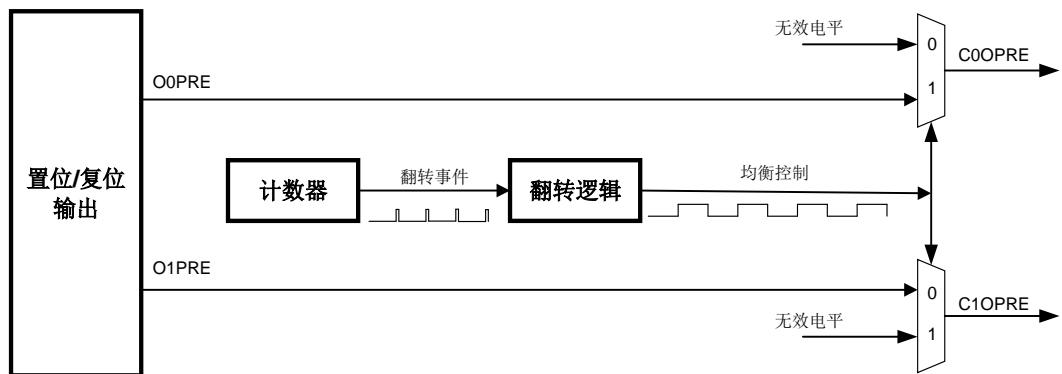 无效电平
0
C0OPRE
O0PRE
1
置位/复位
输出
计数器
翻转事件
翻转逻辑
均衡控制
O1PRE
0
C1OPRE
无效电平
1